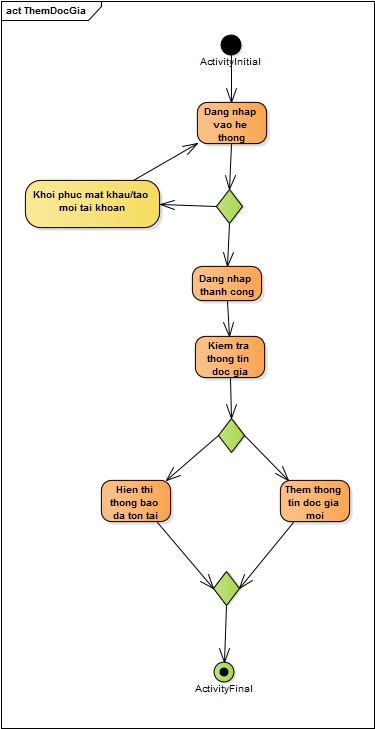 act ThemDocGia
ActivityInitial
Dang nhap
vao he
thong
Khoi phuc mat khau/tao
moi tai khoan
Dang nhap
thanh cong
Kiem tra
thong tin
doc gia
Hien thi
thong bao
da ton tai
Them thong
tin doc gia
moi
ActivityFinal